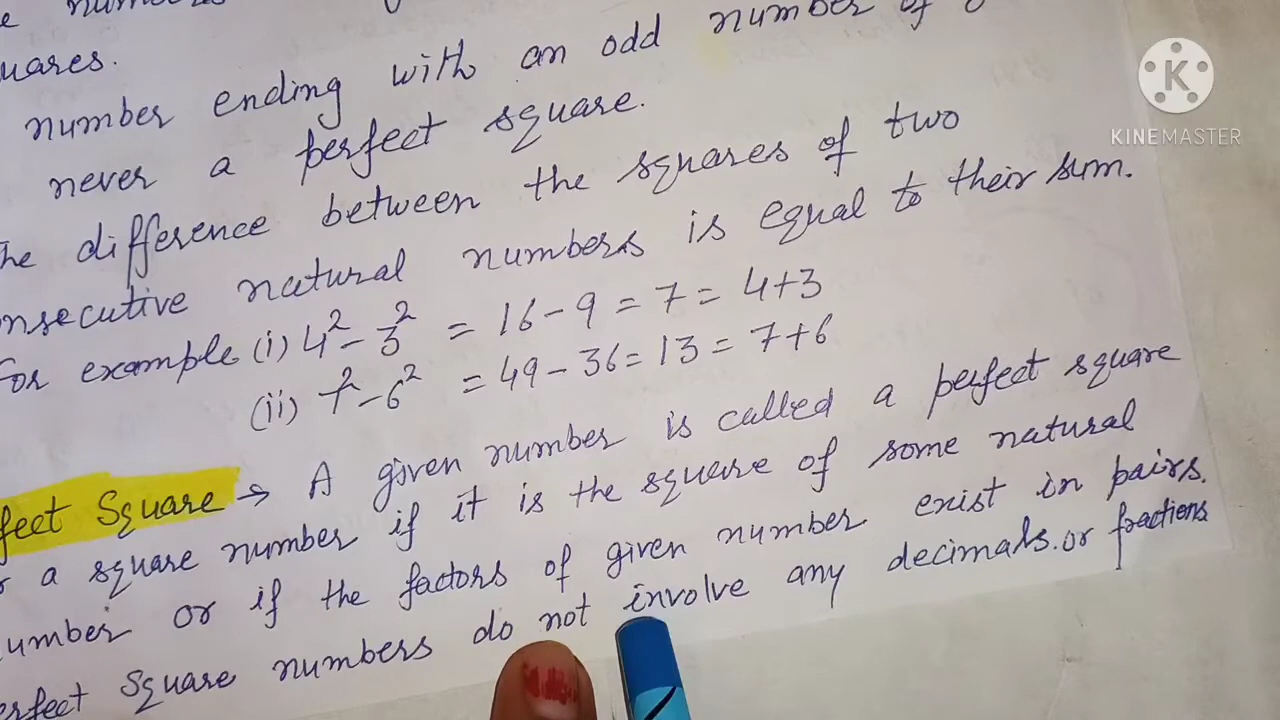 numbers
uares.
number ending with an odd number of
never a perfect square.
he difference between the squares of two
nsecutive natural numbers is equal to their sum.
for example (i) 4² - 3² = 16 - 9 = 7 = 4+3
(ii) 7² - 6² = 49 - 36 = 13 = 7+6
fect Square → A given number is called a perfect square
r a square number if it is the square of some natural
umber or if the factors of given number exist in pairs.
erfect Square numbers do not involve any decimals. or fractions
K
KINEMASTER